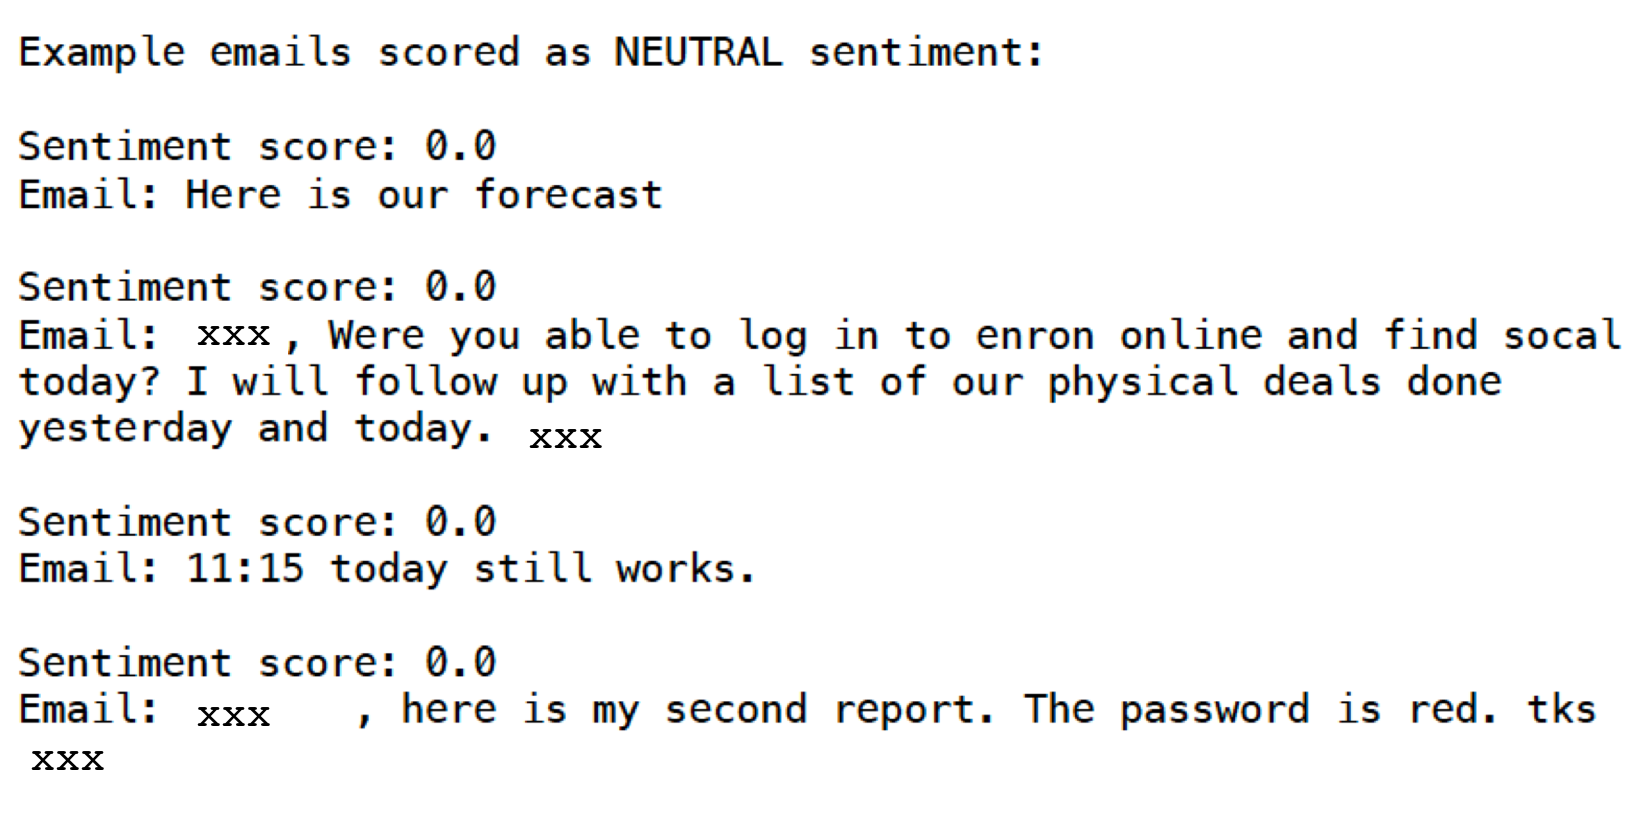 Example emails scored as NEUTRAL sentiment:
Sentiment score: 0.0
Email: Here is our forecast
Sentiment score: 0.0
Email: xxx, Were you able to log in to enron online and find socal
today? I will follow up with a list of our physical deals done
yesterday and today. xxx
Sentiment score: 0.0
Email: 11:15 today still works.
Sentiment score: 0.0
Email: xxx , here is my second report. The password is red. tks
xxx